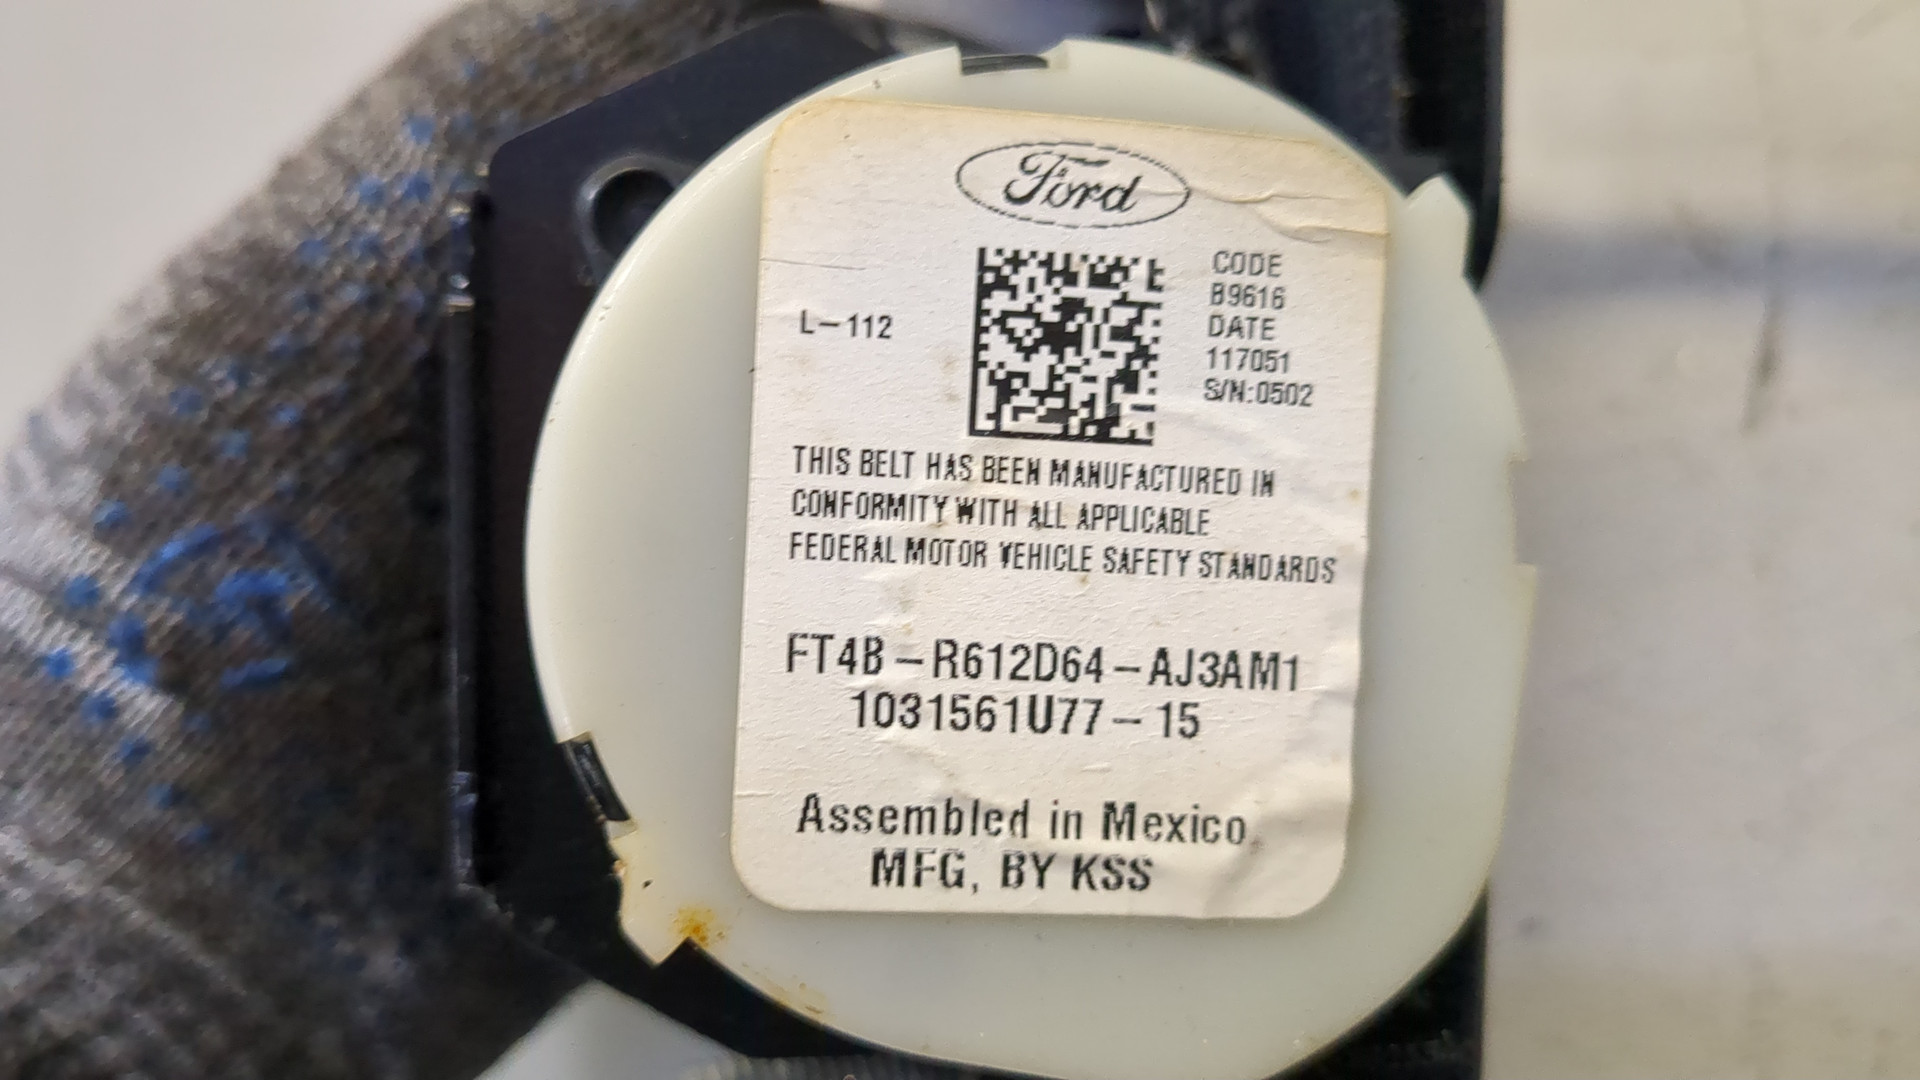 Ford
L-112
CODE
B9616
DATE
117051
S/N:0502
THIS BELT HAS BEEN MANUFACTURED IN
CONFORMITY WITH ALL APPLICABLE
FEDERAL MOTOR VEHICLE SAFETY STANDARDS
FT4B-R612D64-AJ3AM1
1031561U77-15
Assembled in Mexico.
MFG. BY KSS